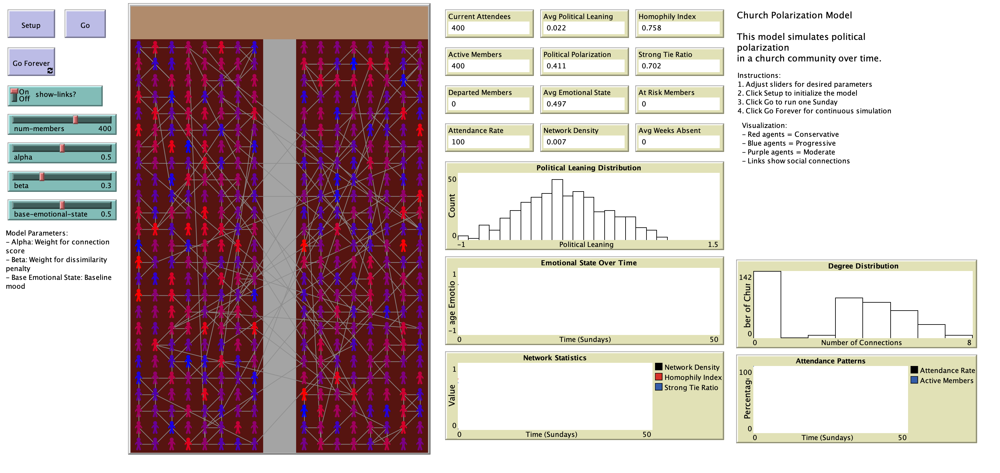 Setup
Go
Go Forever
On
Off
show-links?
num-members 400
alpha 0.5
beta 0.3
base-emotional-state 0.5
Model Parameters:
- Alpha: Weight for connection
score
- Beta: Weight for dissimilarity
penalty
- Base Emotional State: Baseline
mood
Current Attendees
400
Avg Political Leaning
0.022
Homophily Index
0.758
Active Members
400
Political Polarization
0.411
Strong Tie Ratio
0.702
Departed Members
0
Avg Emotional State
0.497
At Risk Members
0
Attendance Rate
100
Network Density
0.007
Avg Weeks Absent
0
Political Leaning Distribution
50
Count
0
-1
Political Leaning
1.5
Emotional State Over Time
1
age Emotio
-1
0
Time (Sundays)
50
Network Statistics
1
Value
0
0
Time (Sundays)
50
Network Density
Homophily Index
Strong Tie Ratio
Church Polarization Model
This model simulates political
polarization
in a church community over time.
Instructions:
1. Adjust sliders for desired parameters
2. Click Setup to initialize the model
3. Click Go to run one Sunday
4. Click Go Forever for continuous simulation
Visualization:
- Red agents = Conservative
- Blue agents = Progressive
- Purple agents = Moderate
- Links show social connections
Degree Distribution
142
ber of Chur
0
0
Number of Connections
8
Attendance Patterns
100
Percentag
0
0
Time (Sundays)
50
Attendance Rate
Active Members